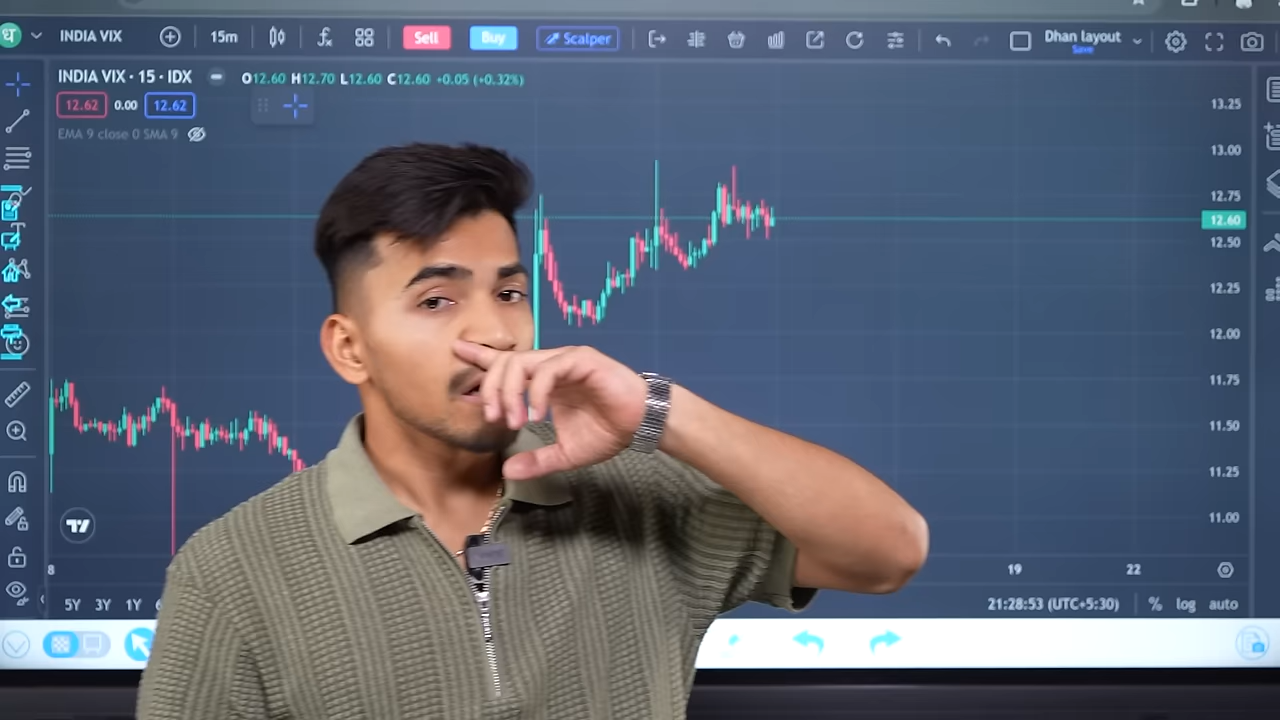 ध INDIA VIX 15m Sell Buy Scalper Dhan layout
Save
INDIA VIX · 15 · IDX O12.60 H12.70 L12.60 C12.60 +0.05 (+0.32%)
12.62 0.00 12.62
EMA 9 close 0 SMA 9
13.25
13.00
12.75
12.60
12.50
12.25
12.00
11.75
11.50
11.25
11.00
8 19 22
5Y 3Y 1Y 21:28:53 (UTC+5:30) % log auto